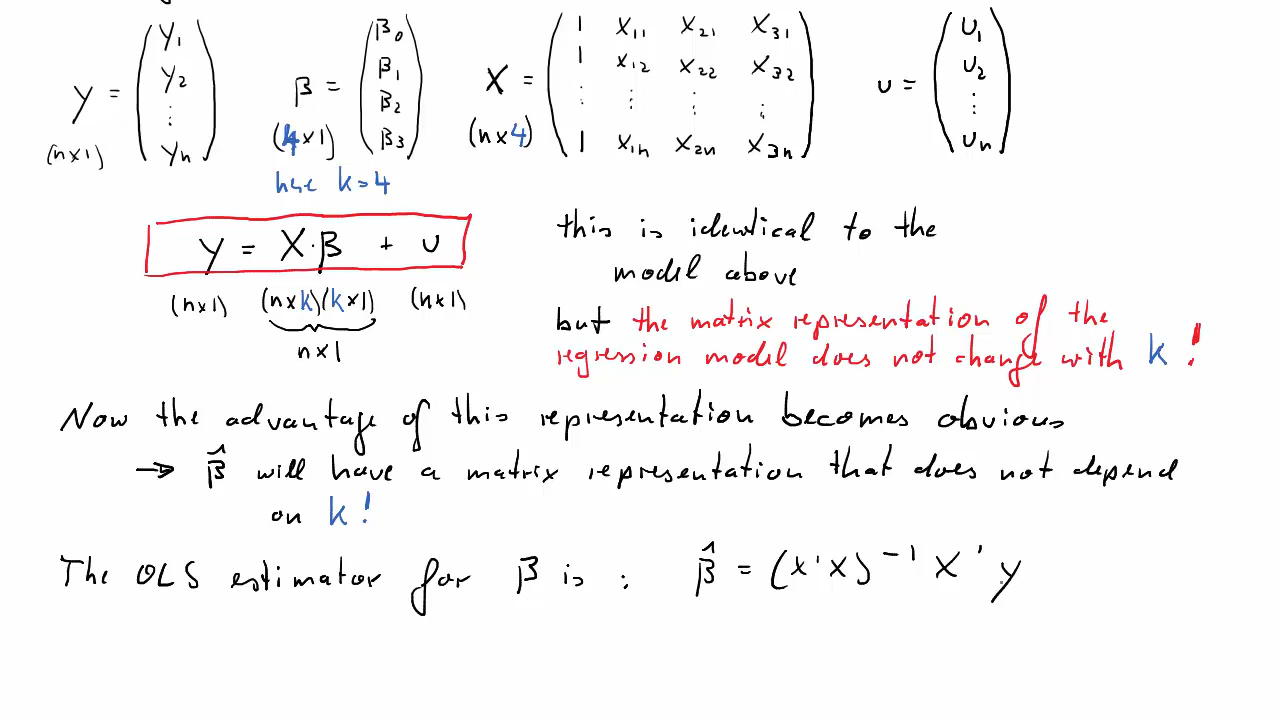 y = (y₁ y₂ ⋮ yₙ) β = (β₀ β₁ β₂ β₃) X = (1 x₁₁ x₂₁ x₃₁ 1 x₁₂ x₂₂ x₃₂ ⋮ ⋮ ⋮ ⋮ 1 x₁ₙ x₂ₙ x₃ₙ) u = (u₁ u₂ ⋮ uₙ)
(n×1) (4×1) (n×4)
here k=4
y = X·β + u
(n×1) (n×k)(k×1) (n×1)
n×1
this is identical to the
model above
but the matrix representation of the
regression model does not change with k!
Now the advantage of this representation becomes obvious
→ β̂ will have a matrix representation that does not depend
on k!
The OLS estimator for β is : β̂ = (X'X)⁻¹ X' y